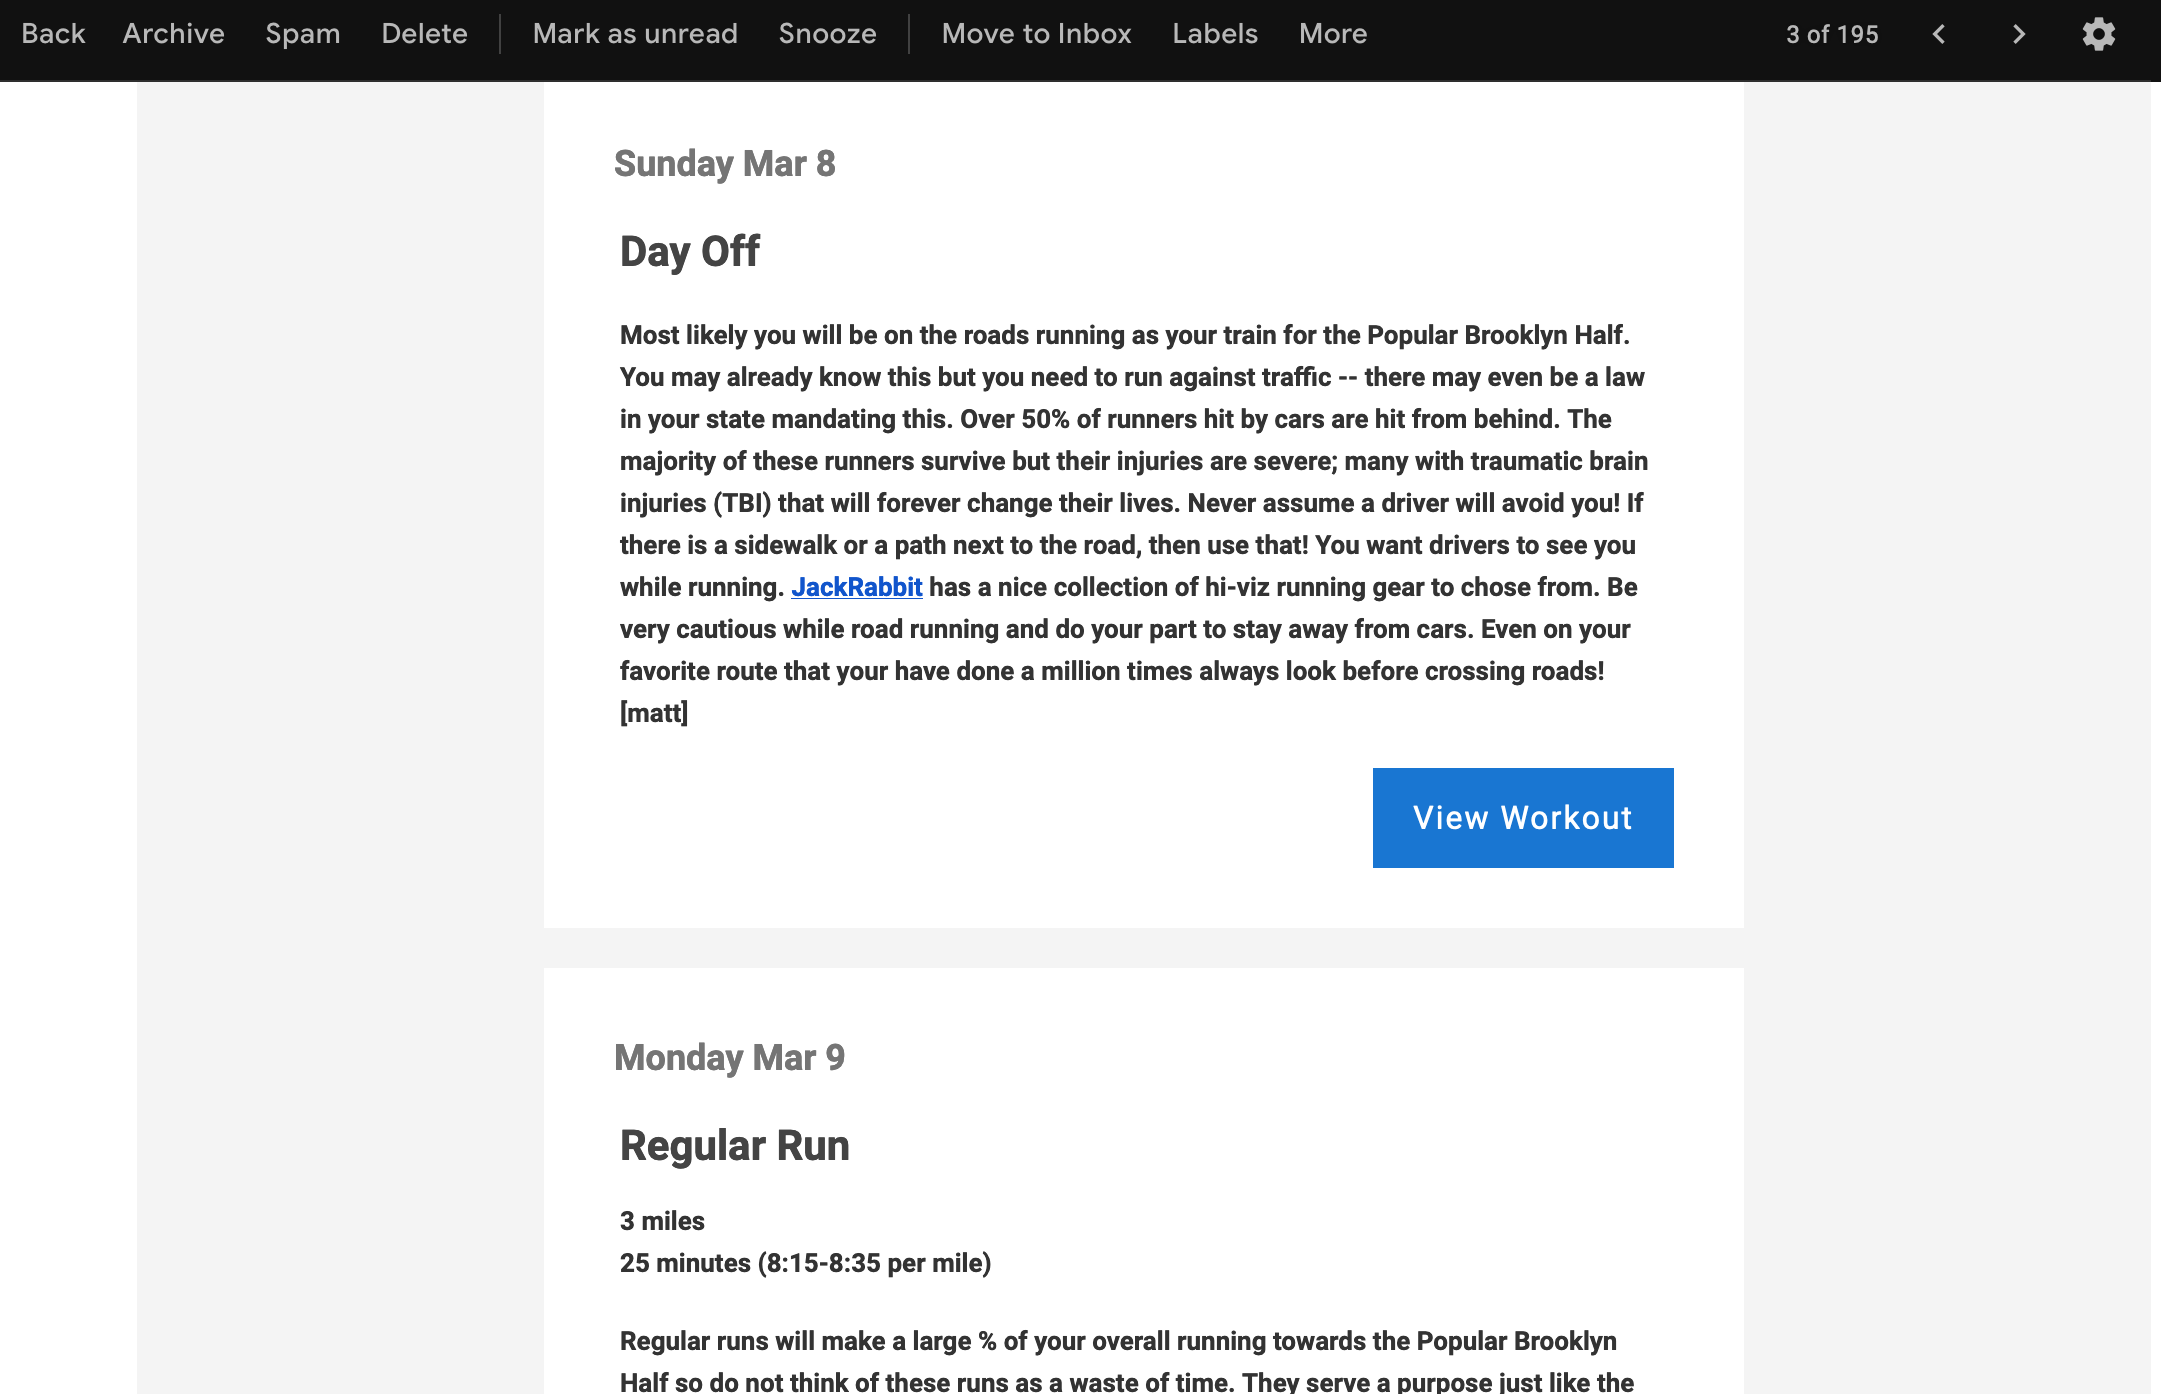 Back Archive Spam Delete Mark as unread Snooze Move to Inbox Labels More 3 of 195
Sunday Mar 8
Day Off
Most likely you will be on the roads running as your train for the Popular Brooklyn Half.
You may already know this but you need to run against traffic -- there may even be a law
in your state mandating this. Over 50% of runners hit by cars are hit from behind. The
majority of these runners survive but their injuries are severe; many with traumatic brain
injuries (TBI) that will forever change their lives. Never assume a driver will avoid you! If
there is a sidewalk or a path next to the road, then use that! You want drivers to see you
while running. JackRabbit has a nice collection of hi-viz running gear to chose from. Be
very cautious while road running and do your part to stay away from cars. Even on your
favorite route that your have done a million times always look before crossing roads!
[matt]
View Workout
Monday Mar 9
Regular Run
3 miles
25 minutes (8:15-8:35 per mile)
Regular runs will make a large % of your overall running towards the Popular Brooklyn
Half so do not think of these runs as a waste of time. They serve a purpose just like the